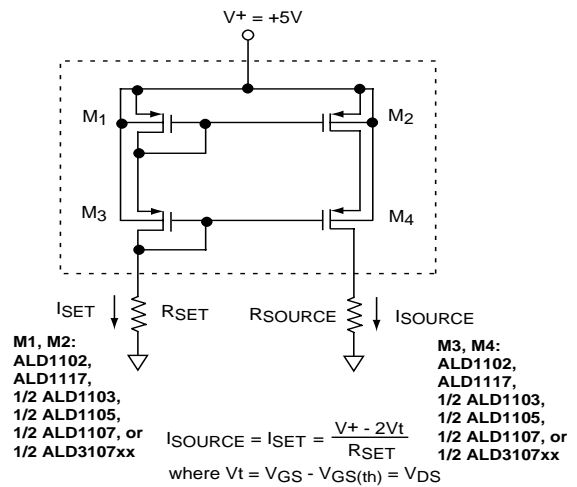 V+ = +5V
M1
M2
M3
M4
ISET
RSET
RSOURCE
ISOURCE
M1, M2:
ALD1102,
ALD1117,
1/2 ALD1103,
1/2 ALD1105,
1/2 ALD1107, or
1/2 ALD3107xx
M3, M4:
ALD1102,
ALD1117,
1/2 ALD1103,
1/2 ALD1105,
1/2 ALD1107, or
1/2 ALD3107xx
ISOURCE = ISET = V+ - 2Vt
RSET
where Vt = VGS - VGS(th) = VDS